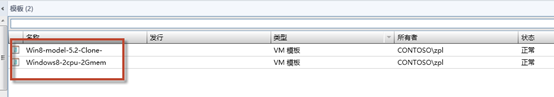 模板 (2)
名称 发行 类型 所有者 状态
Win8-model-5.2-Clone- VM 模板 CONTOSO\zpl 正常
Windows8-2cpu-2Gmem VM 模板 CONTOSO\zpl 正常